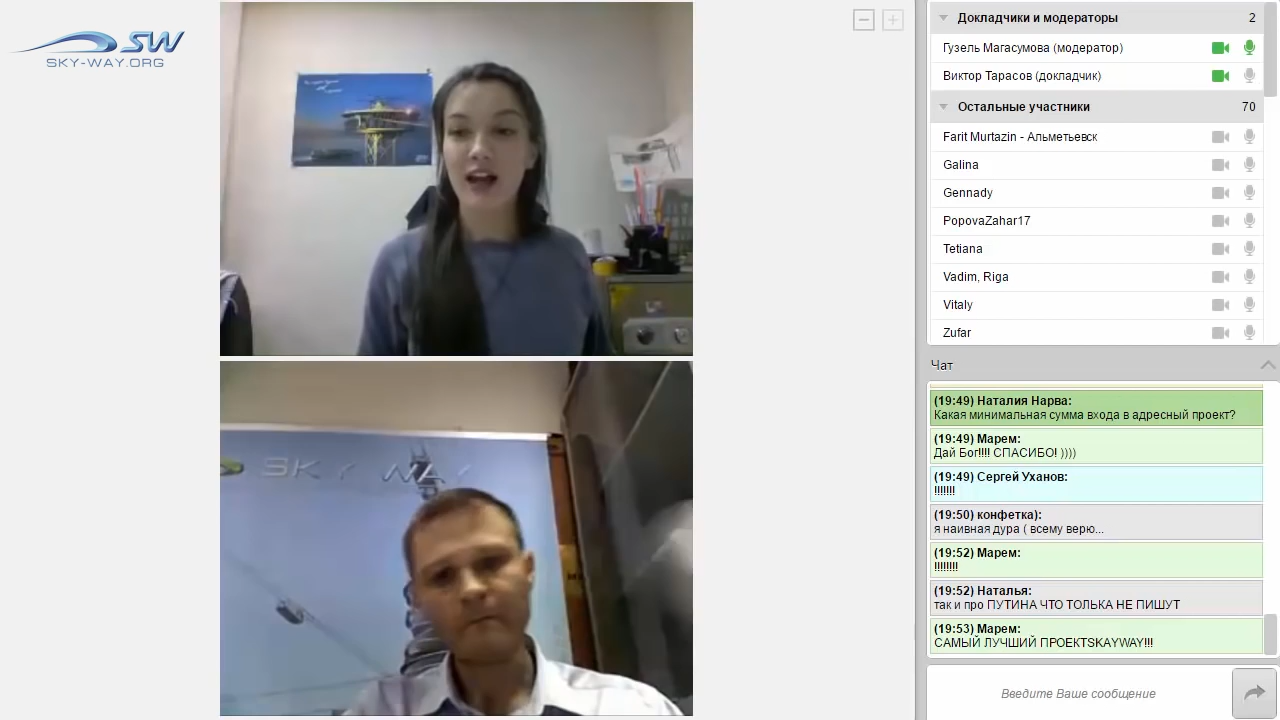 SW
SKY-WAY.ORG
SKY WAY
Докладчики и модераторы 2
Гузель Магасумова (модератор)
Виктор Тарасов (докладчик)
Остальные участники 70
Farit Murtazin - Альметьевск
Galina
Gennady
PopovaZahar17
Tetiana
Vadim, Riga
Vitaly
Zufar
Чат
(19:49) Наталия Нарва:
Какая минимальная сумма входа в адресный проект?
(19:49) Марем:
Дай Бог!!!! СПАСИБО! ))))
(19:49) Сергей Уханов:
!!!!!!!
(19:50) конфетка):
я наивная дура ( всему верю...
(19:52) Марем:
!!!!!!!!
(19:52) Наталья:
так и про ПУТИНА ЧТО ТОЛЬКА НЕ ПИШУТ
(19:53) Марем:
САМЫЙ ЛУЧШИЙ ПРОЕКТSKAYWAY!!!
Введите Ваше сообщение